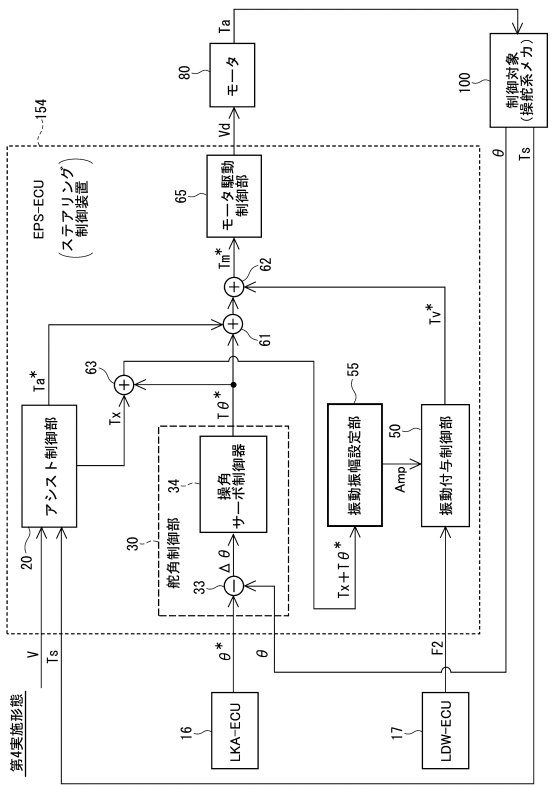 第4実施形態
V
Ts
20
アシスト制御部
Ta*
Tx
63
EPS-ECU
(ステアリング
制御装置)
154
16
LKA-ECU
θ*
θ
30
舵角制御部
33
Δθ
34
操角
サーボ制御器
Tθ*
61
62
Tm*
65
モータ駆動
制御部
Vd
80
モータ
Ta
Tx+Tθ*
55
振動振幅設定部
Amp
50
振動付与制御部
Tv*
17
LDW-ECU
F2
100
制御対象
(操舵系メカ)
θ
Ts